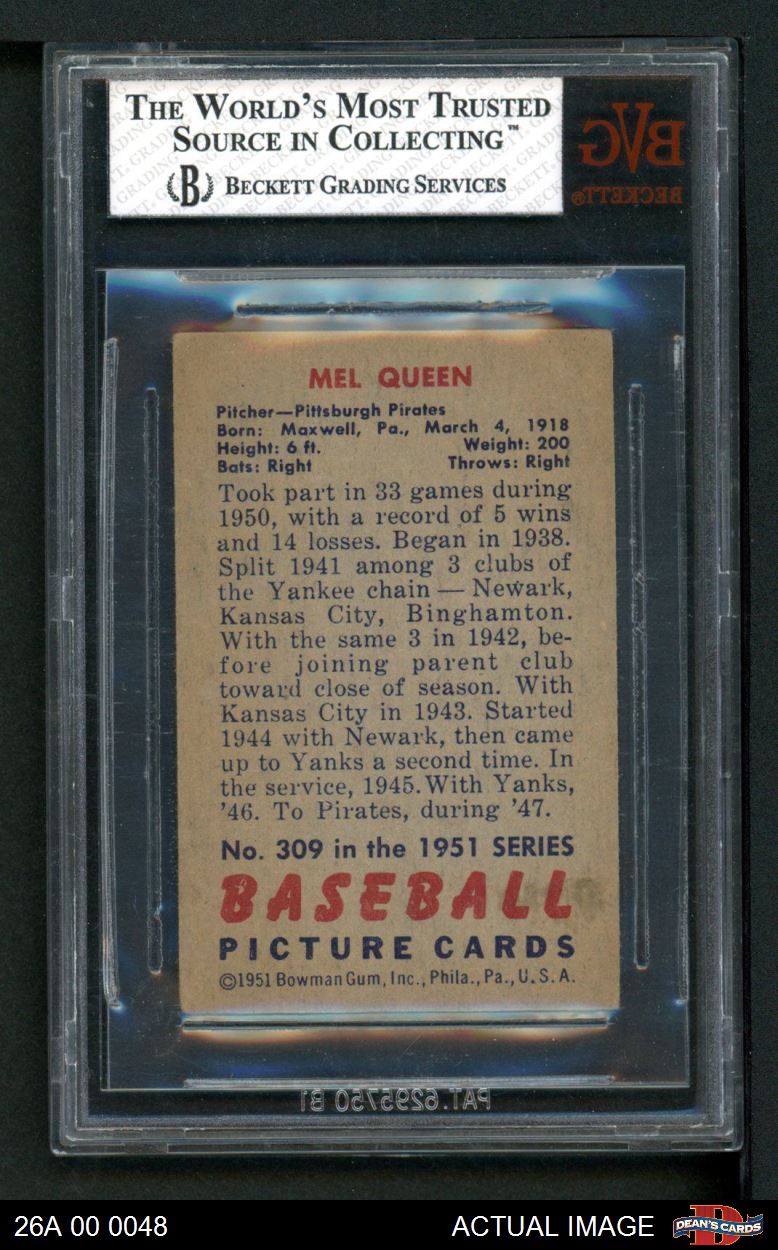 THE WORLD'S MOST TRUSTED
SOURCE IN COLLECTING™
(B) BECKETT GRADING SERVICES
BVG
BECKETT®
MEL QUEEN
Pitcher—Pittsburgh Pirates
Born: Maxwell, Pa., March 4, 1918
Height: 6 ft. Weight: 200
Bats: Right Throws: Right
Took part in 33 games during
1950, with a record of 5 wins
and 14 losses. Began in 1938.
Split 1941 among 3 clubs of
the Yankee chain — Newark,
Kansas City, Binghamton.
With the same 3 in 1942, be-
fore joining parent club
toward close of season. With
Kansas City in 1943. Started
1944 with Newark, then came
up to Yanks a second time. In
the service, 1945. With Yanks,
'46. To Pirates, during '47.
No. 309 in the 1951 SERIES
BASEBALL
PICTURE CARDS
©1951 Bowman Gum, Inc., Phila., Pa., U.S.A.
PAT.6295750 B1
26A 00 0048
ACTUAL IMAGE
D
DEAN'S CARDS